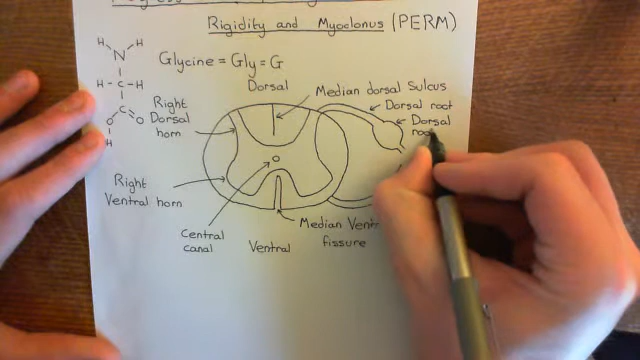 Rigidity and Myoclonus (PERM)
H H
N
H-C-H
C
O O
H
Glycine = Gly = G
Dorsal
Median dorsal Sulcus
Dorsal root
Dorsal
root
Right
Dorsal
horn
Right
Ventral horn
Central
canal
Ventral
Median
fissure